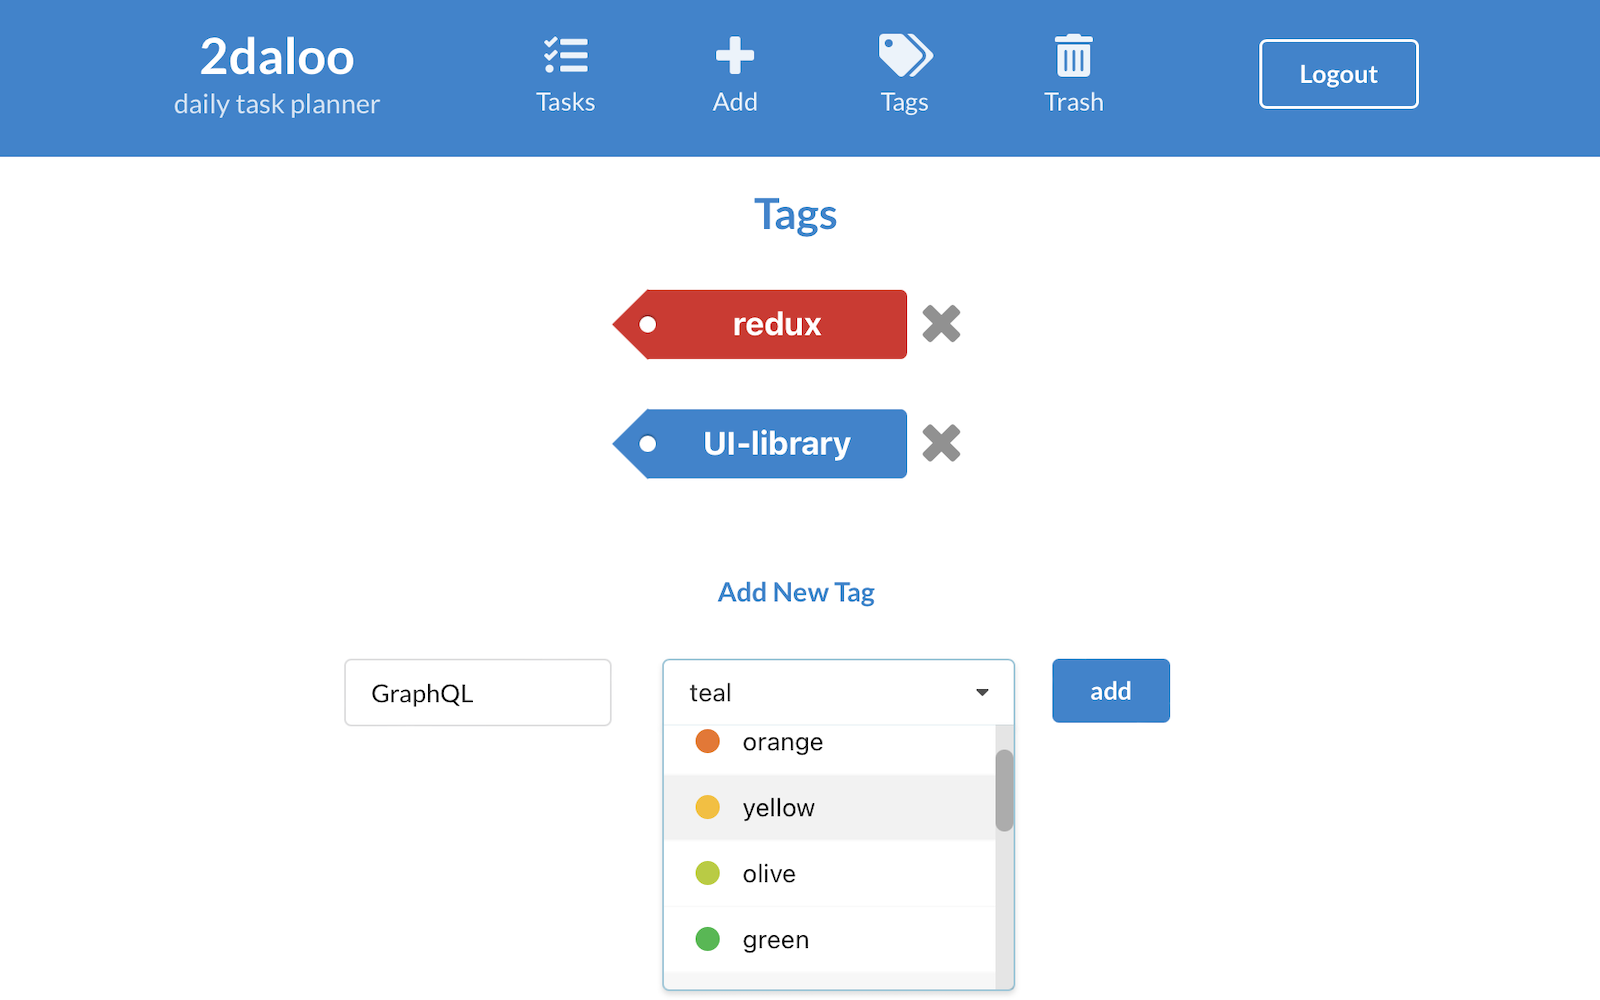 2daloo
daily task planner
Tasks
Add
Tags
Trash
Logout
Tags
redux
UI-library
Add New Tag
GraphQL
teal
add
orange
yellow
olive
green